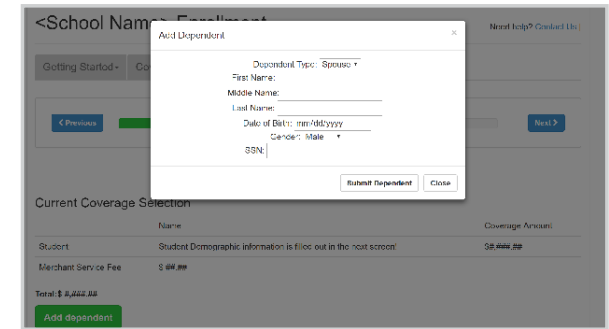 <School Name> Enrollment
Need help? Contact Us
Add Dependent
×
Getting Started
Co
Dependent Type: Spouse
First Name:
Middle Name:
Last Name:
Date of Birth: mm/dd/yyyy
Gender: Male
SSN:
Previous
Next
Submit Dependent
Close
Current Coverage Selection
Name
Coverage Amount
Student
Student Demographic information is filled out in the next screen!
$#,###.##
Merchant Service Fee
$ ##.##
Total: $ #,###.##
Add dependent